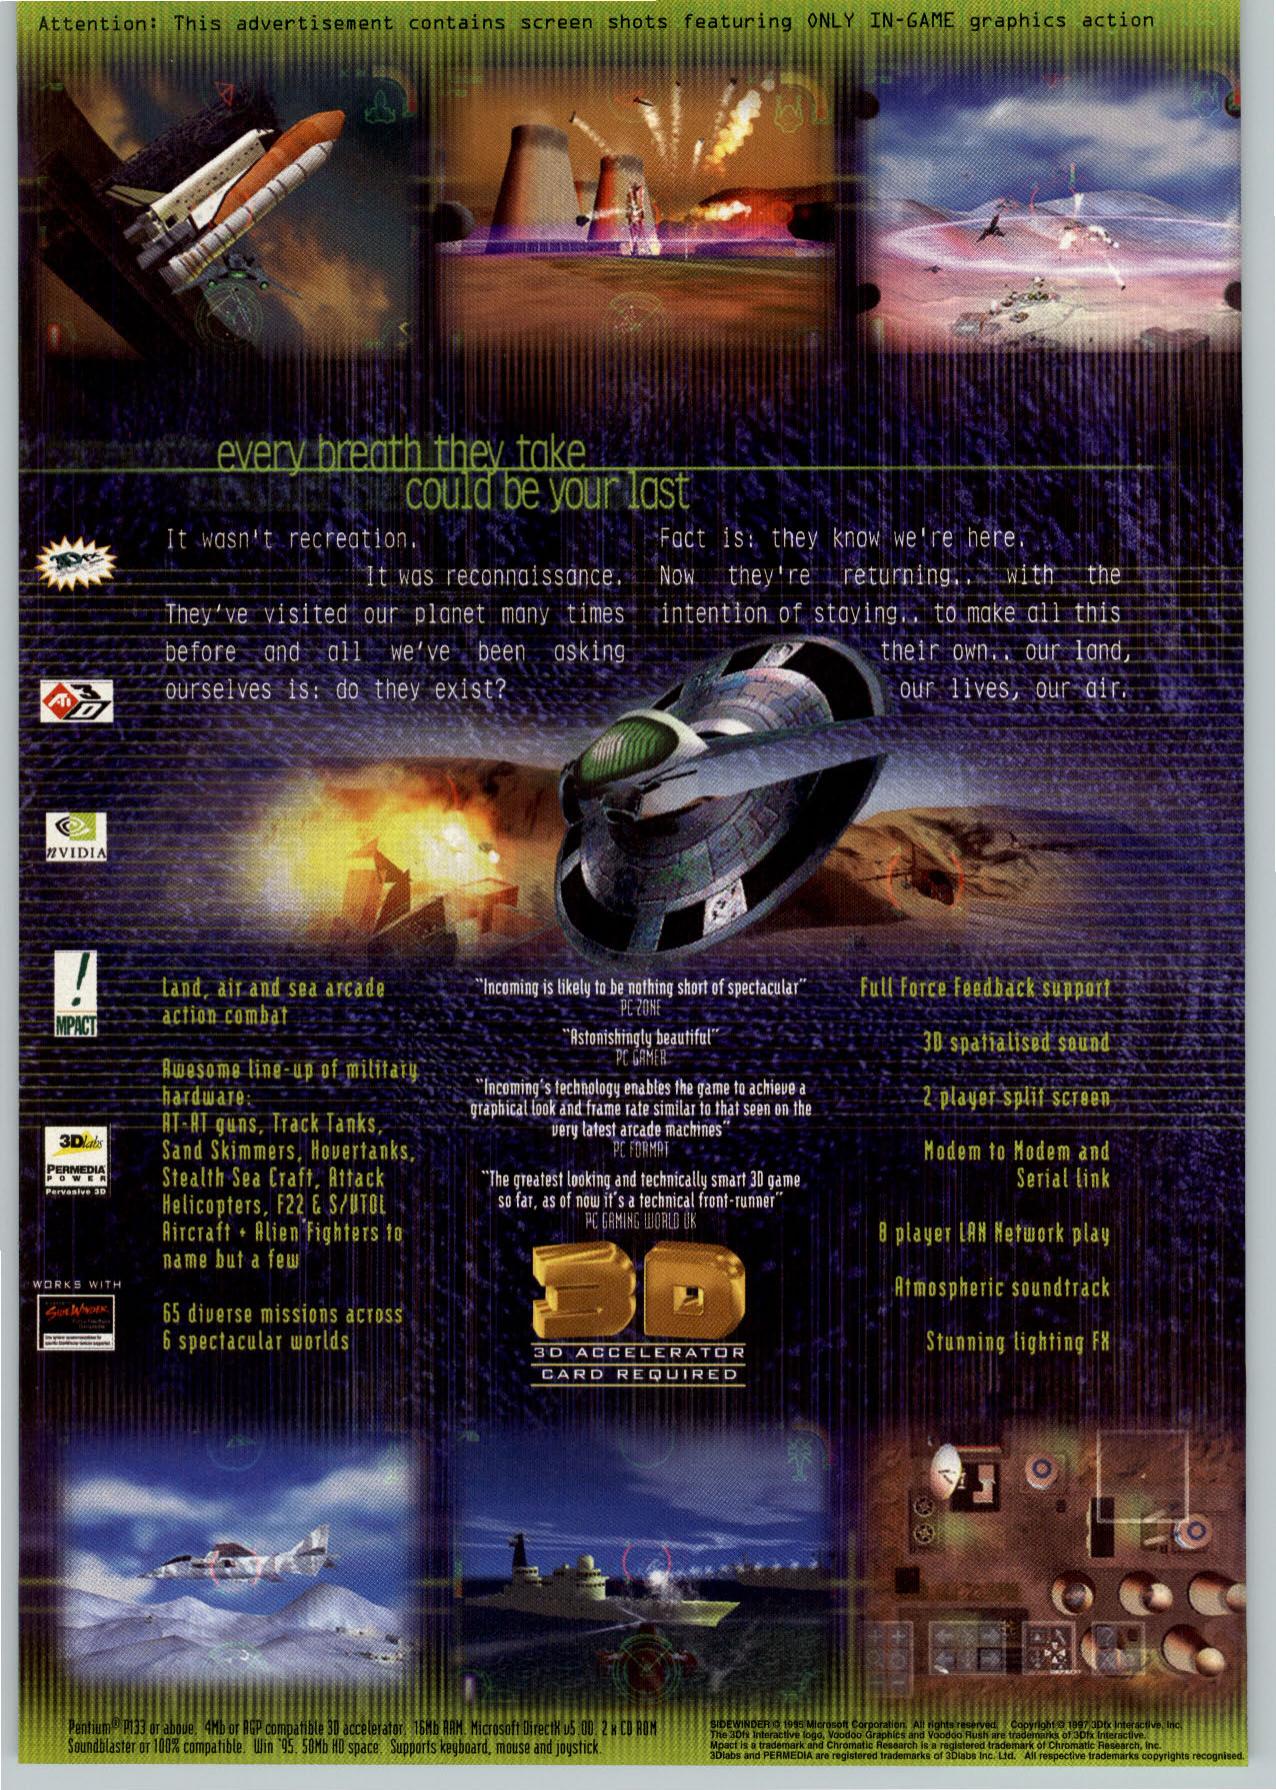 Attention: This advertisement contains screen shots featuring ONLY IN-GAME graphics action
every breath they take
could be your last
It wasn't recreation.
It was reconnaissance.
They've visited our planet many times
before and all we've been asking
ourselves is: do they exist?
Fact is: they know we're here.
Now they're returning.. with the
intention of staying.. to make all this
their own.. our land,
our lives, our air.
3Dfx
ATI 3D
nVIDIA
!
MPACT
3Dlabs
PERMEDIA
POWER
Pervasive 3D
WORKS WITH
SideWinder
Land, air and sea arcade
action combat
Awesome line-up of military
hardware:
AT-AT guns, Track Tanks,
Sand Skimmers, Hovertanks,
Stealth Sea Craft, Attack
Helicopters, F22 & S/VTOL
Aircraft + Alien Fighters to
name but a few
65 diverse missions across
6 spectacular worlds
"Incoming is likely to be nothing short of spectacular"
PC ZONE
"Astonishingly beautiful"
PC GAMER
"Incoming's technology enables the game to achieve a
graphical look and frame rate similar to that seen on the
very latest arcade machines"
PC FORMAT
"The greatest looking and technically smart 3D game
so far, as of now it's a technical front-runner"
PC GAMING WORLD UK
3D
3D ACCELERATOR
CARD REQUIRED
Full Force Feedback support
3D spatialised sound
2 player split screen
Modem to Modem and
Serial link
8 player LAN Network play
Atmospheric soundtrack
Stunning lighting FX
Pentium® P133 or above. 4Mb or AGP compatible 3D accelerator. 16Mb RAM. Microsoft DirectX v5.00. 2 x CD ROM
Soundblaster or 100% compatible. Win '95. 50Mb HD space. Supports keyboard, mouse and joystick.
SIDEWINDER © 1995 Microsoft Corporation. All rights reserved. Copyright © 1997 3Dfx Interactive, Inc.
The 3Dfx Interactive logo, Voodoo Graphics and Voodoo Rush are trademarks of 3Dfx Interactive.
Mpact is a trademark and Chromatic Research is a registered trademark of Chromatic Research, Inc.
3Dlabs and PERMEDIA are registered trademarks of 3Dlabs Inc. Ltd. All respective trademarks copyrights recognised.